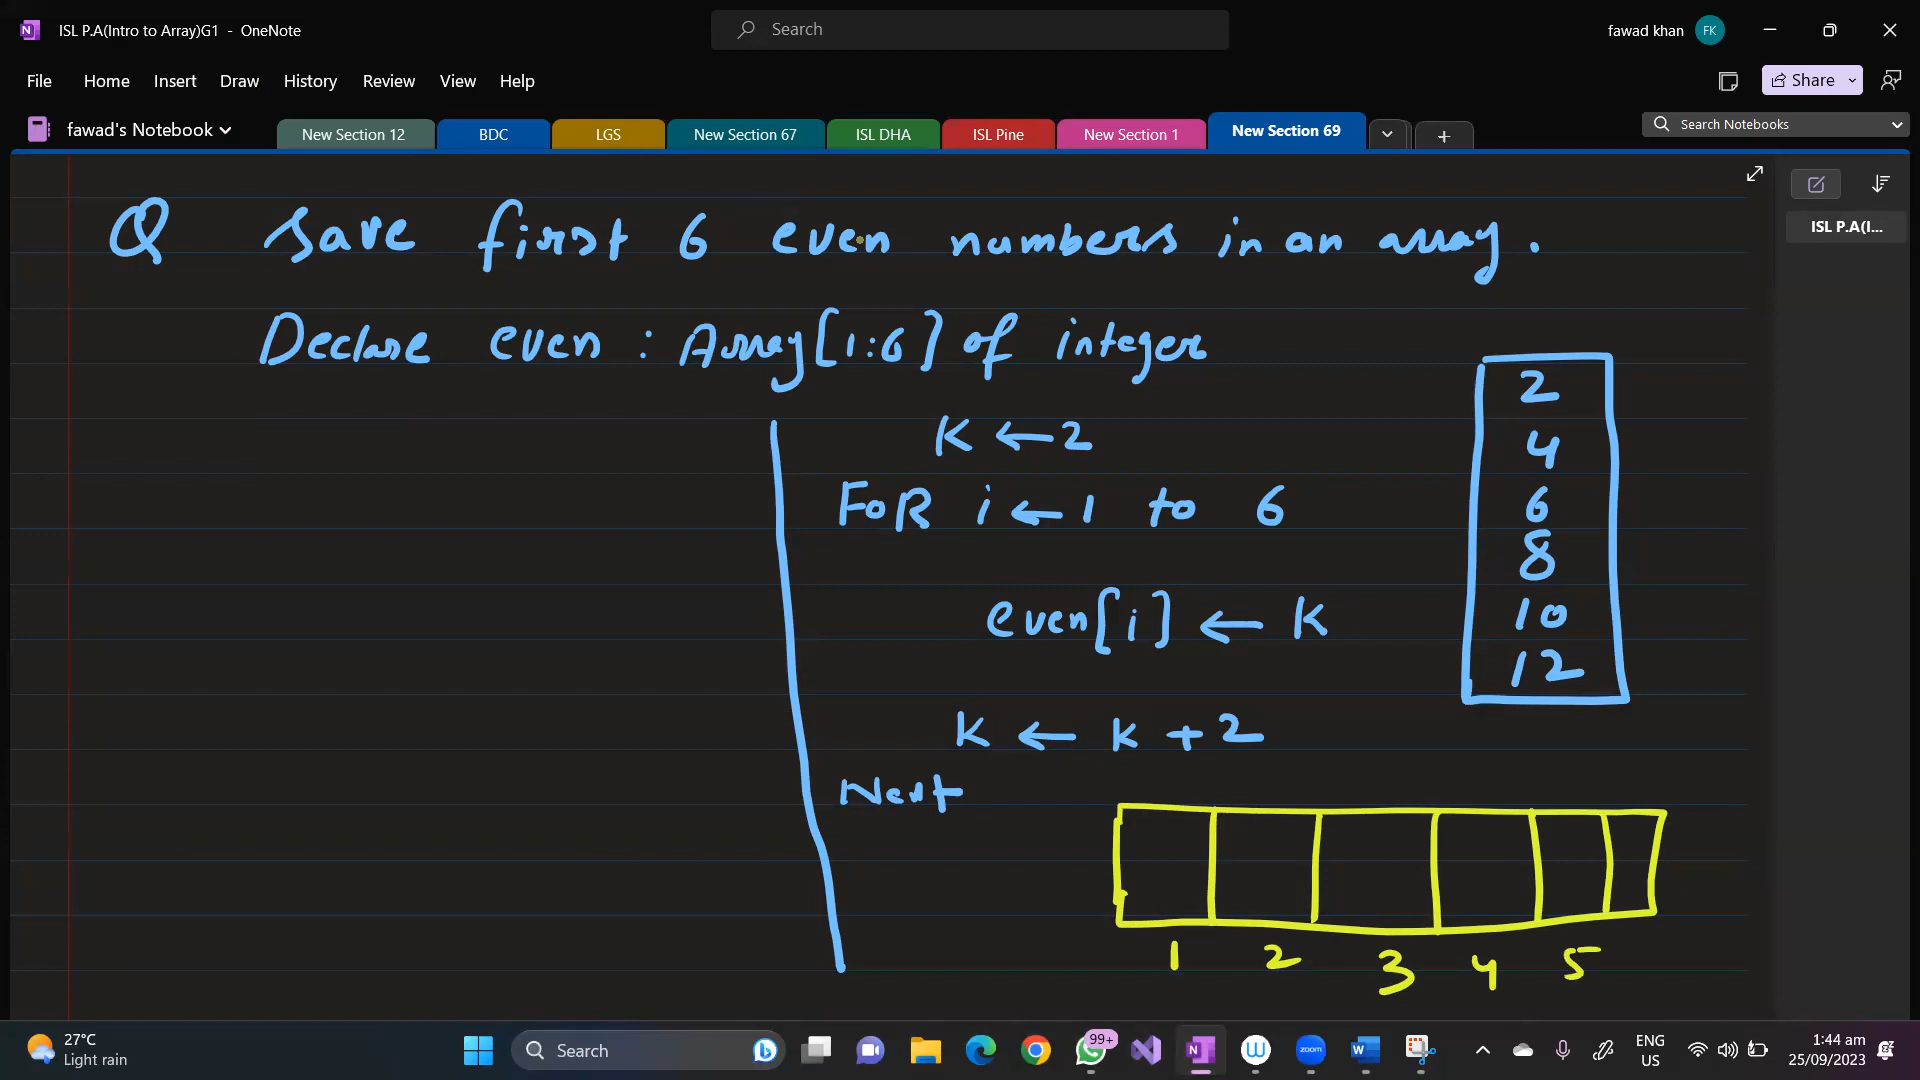 ISL P.A(Intro to Array)G1 - OneNote
Search
fawad khan FK
File Home Insert Draw History Review View Help
Share
fawad's Notebook
New Section 12 BDC LGS New Section 67 ISL DHA ISL Pine New Section 1 New Section 69
Search Notebooks
ISL P.A(I...
Q save first 6 even numbers in an array.
Declare even : Array[1:6] of integer
K ← 2
FOR i ← 1 to 6
even[i] ← K
K ← K + 2
Next
2
4
6
8
10
12
1 2 3 4 5
27°C
Light rain
Search
99+
zoom
ENG
US
1:44 am
25/09/2023